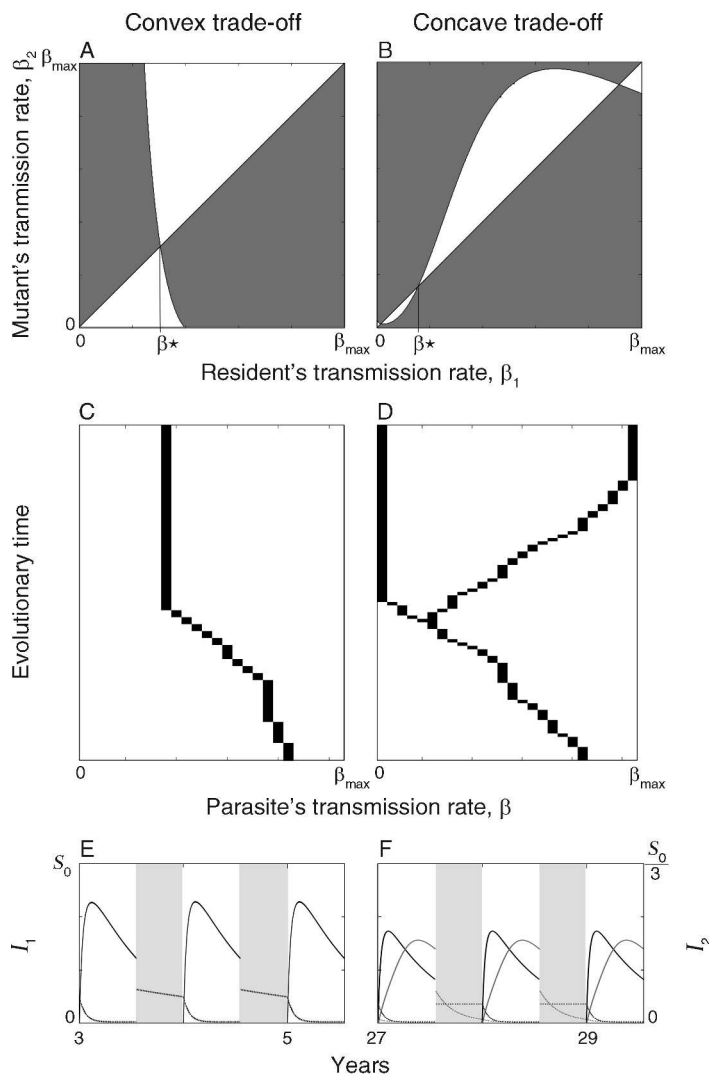 Convex trade-off
Concave trade-off
A
B
Mutant's tranmission rate, β2
βmax
0
0
β★
βmax
0
β★
βmax
Resident's transmission rate, β1
C
D
Evolutionary time
0
βmax
0
βmax
Parasite's transmission rate, β
E
F
S0
I1
0
3
5
27
29
S0
3
I2
0
Years